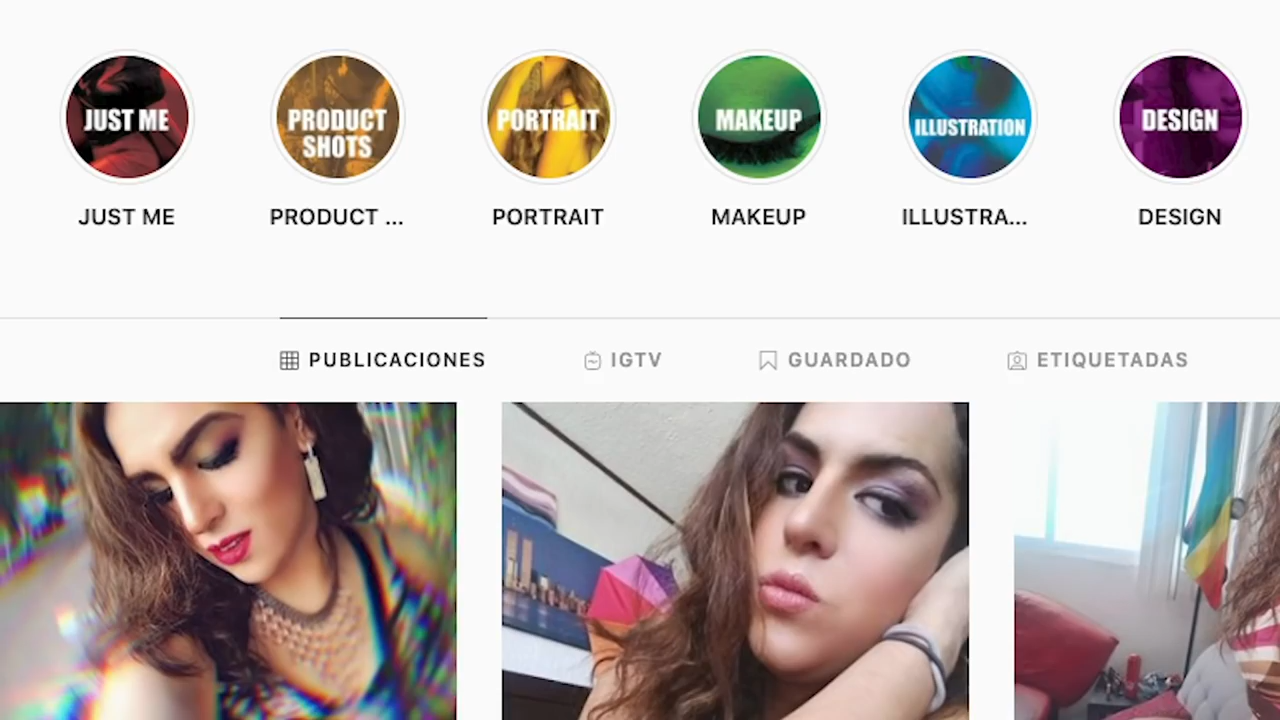 JUST ME
PRODUCT
SHOTS
PORTRAIT
MAKEUP
ILLUSTRATION
DESIGN
JUST ME
PRODUCT ...
PORTRAIT
MAKEUP
ILLUSTRA...
DESIGN
PUBLICACIONES
IGTV
GUARDADO
ETIQUETADAS